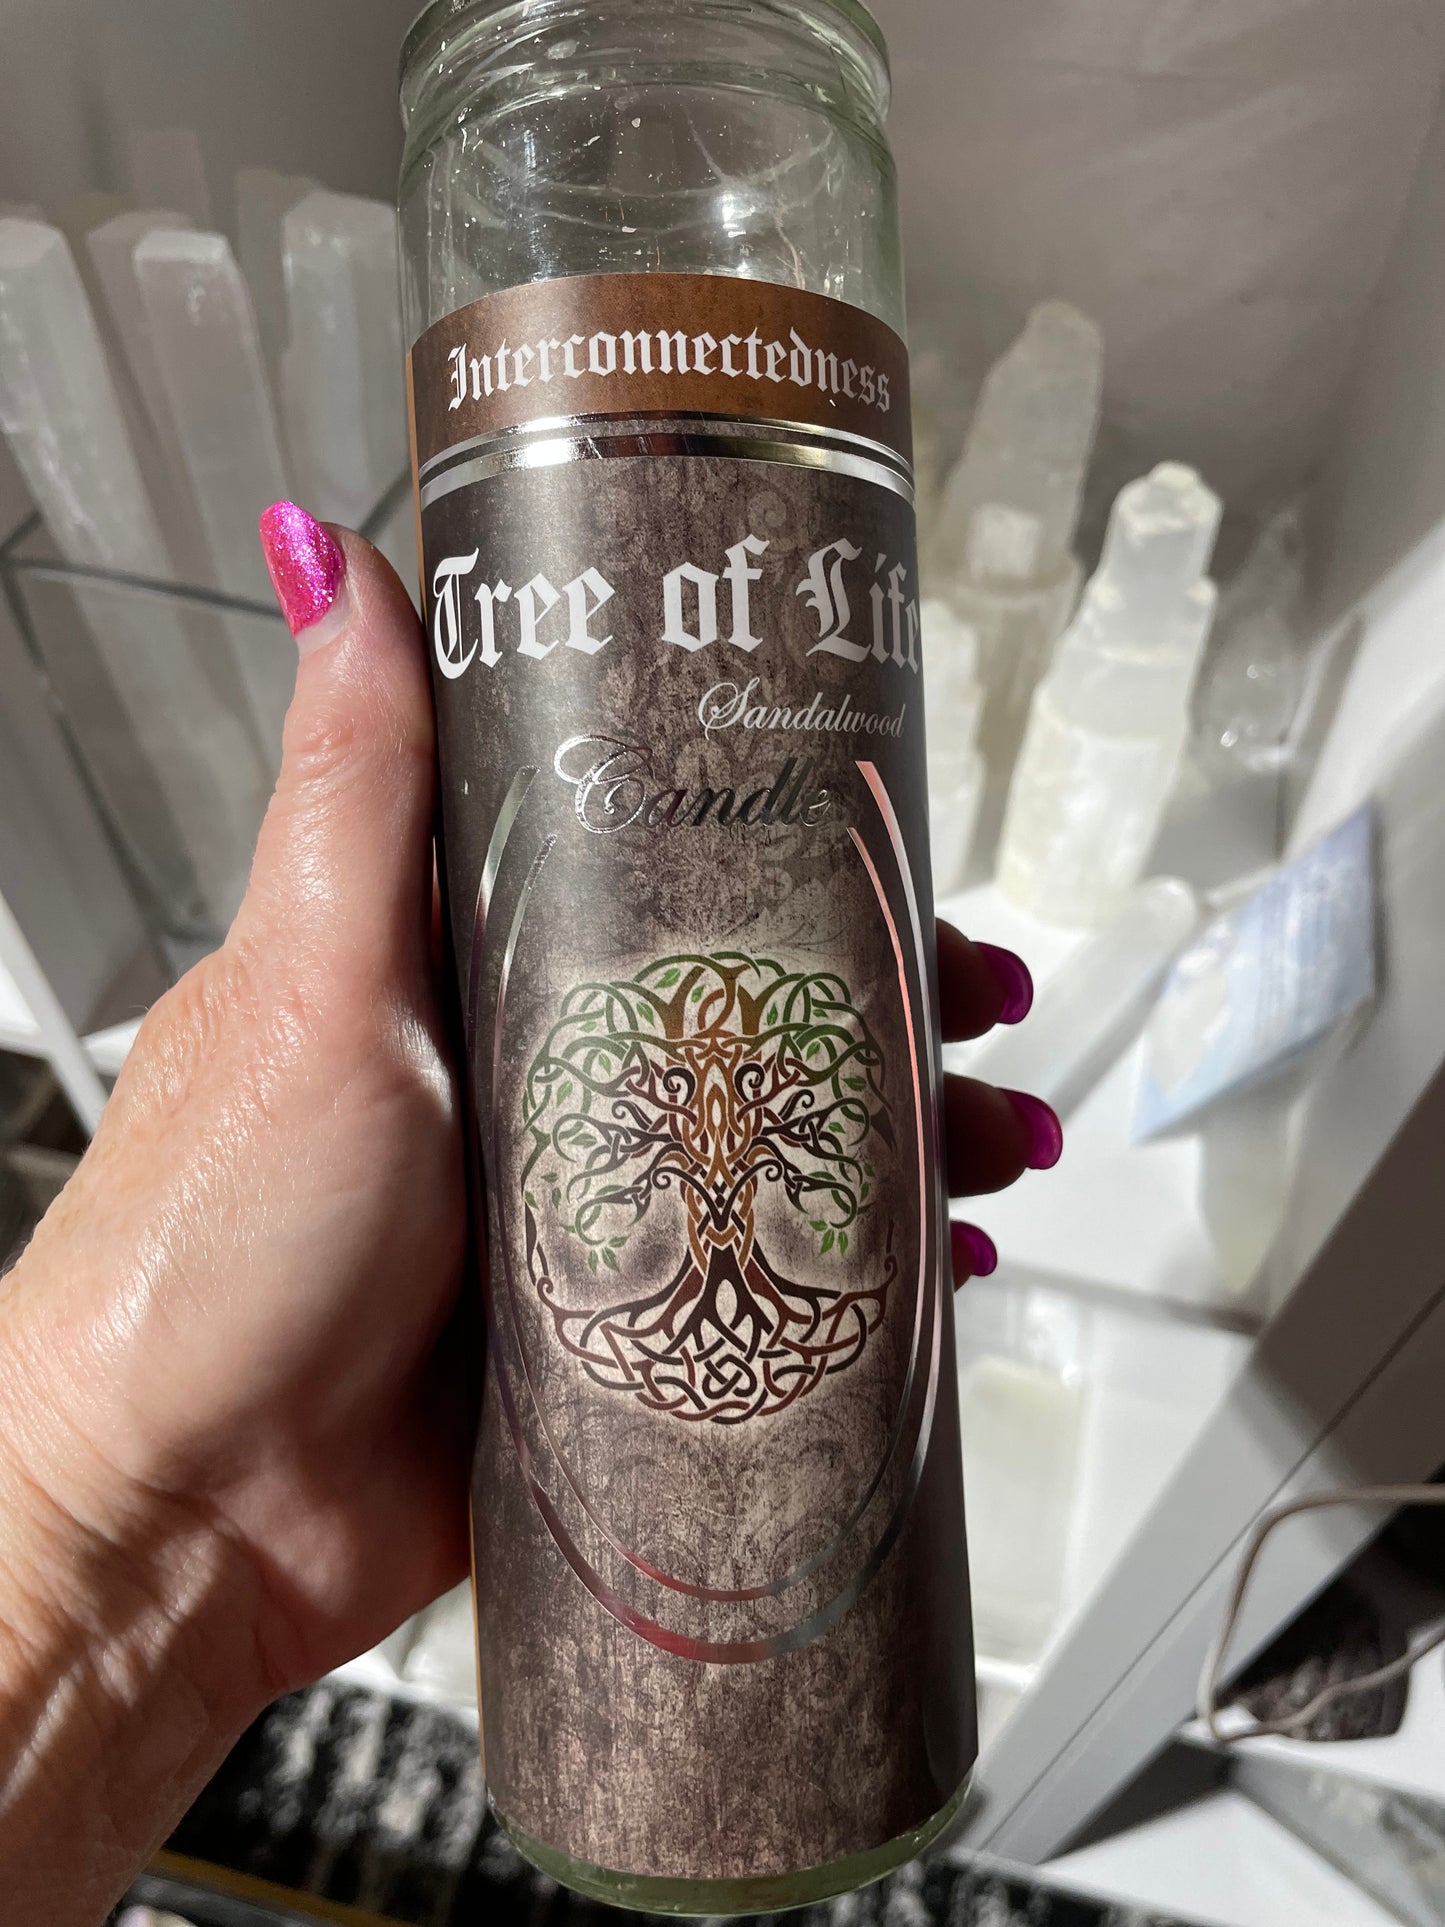 Interconnectedness
Tree of Life
Sandalwood
Candle